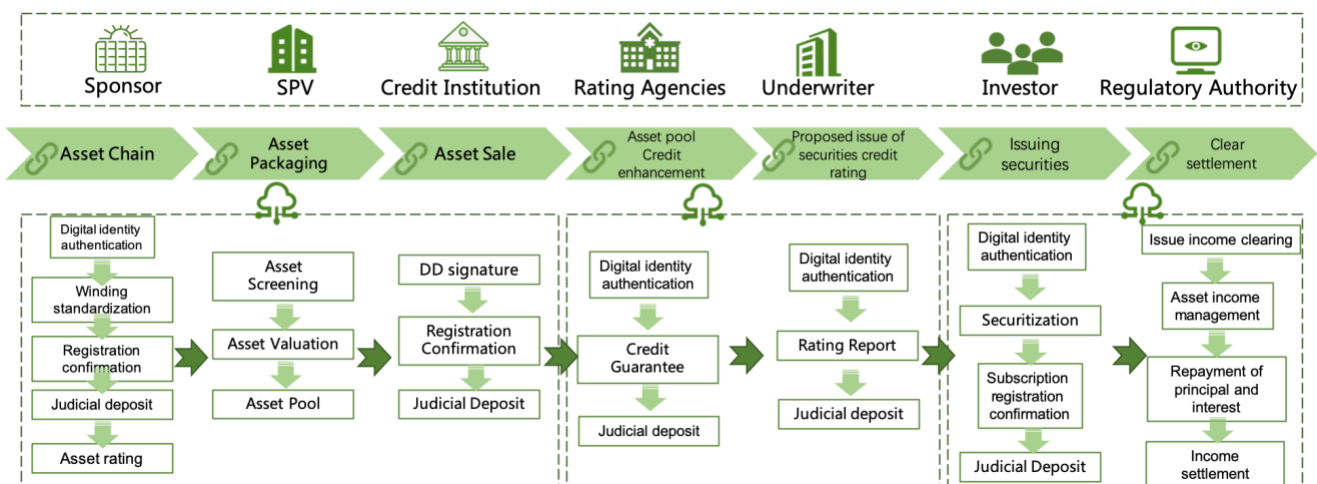 Sponsor
SPV
Credit Institution
Rating Agencies
Underwriter
Investor
Regulatory Authority
Asset Chain
Asset
Packaging
Asset Sale
Asset pool
Credit
enhancement
Proposed issue of
securities credit
rating
Issuing
securities
Clear
settlement
Digital identity
authentication
Winding
standardization
Registration
confirmation
Judicial deposit
Asset rating
Asset
Screening
Asset Valuation
Asset Pool
DD signature
Registration
Confirmation
Judicial Deposit
Digital identity
authentication
Credit
Guarantee
Judicial deposit
Digital identity
authentication
Rating Report
Judicial deposit
Digital identity
authentication
Securitization
Subscription
registration
confirmation
Judicial Deposit
Issue income clearing
Asset income
management
Repayment of
principal and
interest
Income
settlement